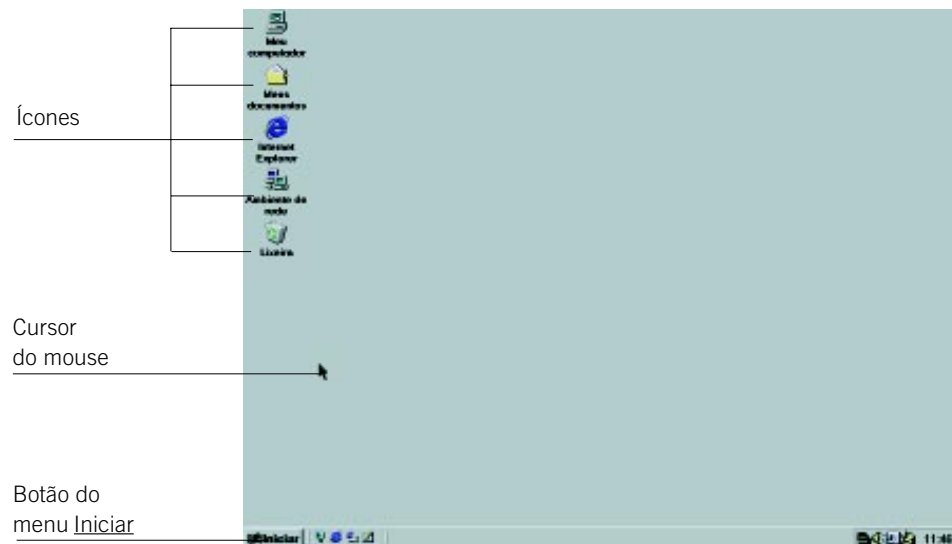 Meu
computador
Meus
documentos
Ícones
Internet
Explorer
Ambiente de
rede
Lixeira
Cursor
do mouse
Botão do
menu Iniciar
Iniciar